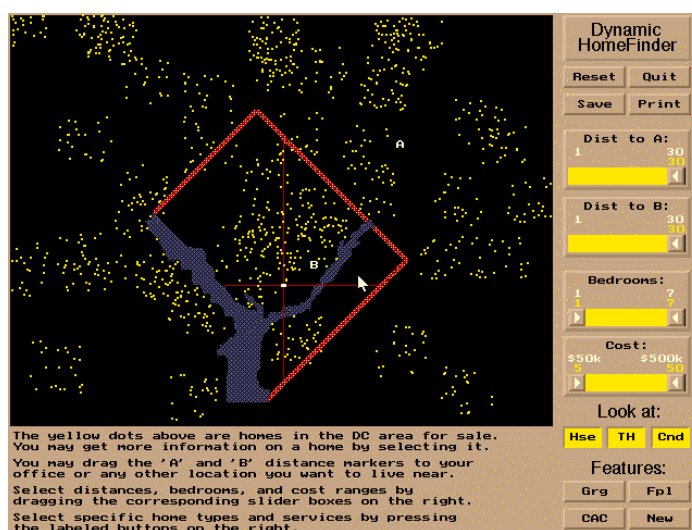 Dynamic
HomeFinder
Reset Quit
Save Print
A
Dist to A:
1 30
30
Dist to B:
1 30
30
B
Bedrooms:
1 7
1 7
Cost:
$50k $500k
5 50
Look at:
Hse TH Cnd
Features:
Grg Fpl
CAC New
The yellow dots above are homes in the DC area for sale.
You may get more information on a home by selecting it.
You may drag the 'A' and 'B' distance markers to your
office or any other location you want to live near.
Select distances, bedrooms, and cost ranges by
dragging the cor,responding slider boxes on the right.
Select specific home types and services by pressing
the labeled buttons on the right.